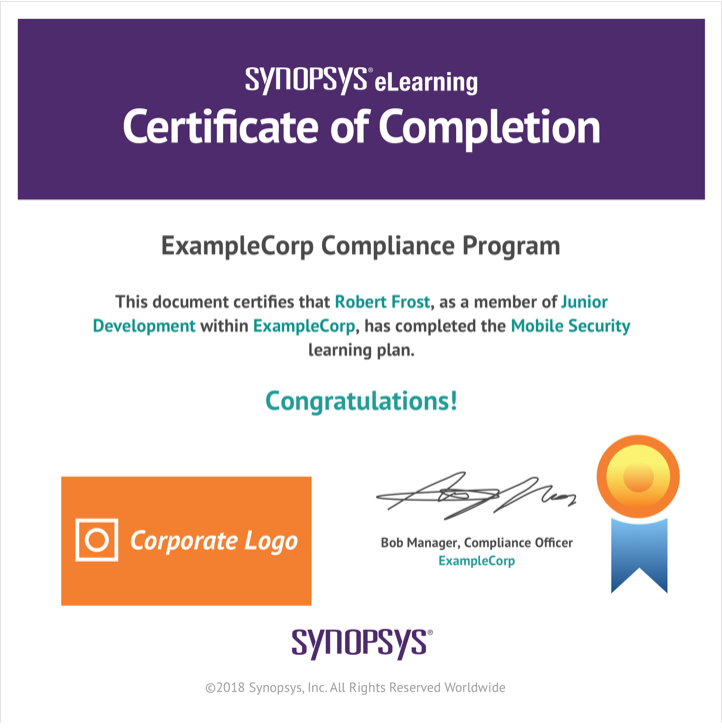 SYNOPSYS® eLearning
Certificate of Completion
ExampleCorp Compliance Program
This document certifies that Robert Frost, as a member of Junior
Development within ExampleCorp, has completed the Mobile Security
learning plan.
Congratulations!
Corporate Logo
Bob Manager, Compliance Officer
ExampleCorp
SYNOPSYS®
©2018 Synopsys, Inc. All Rights Reserved Worldwide